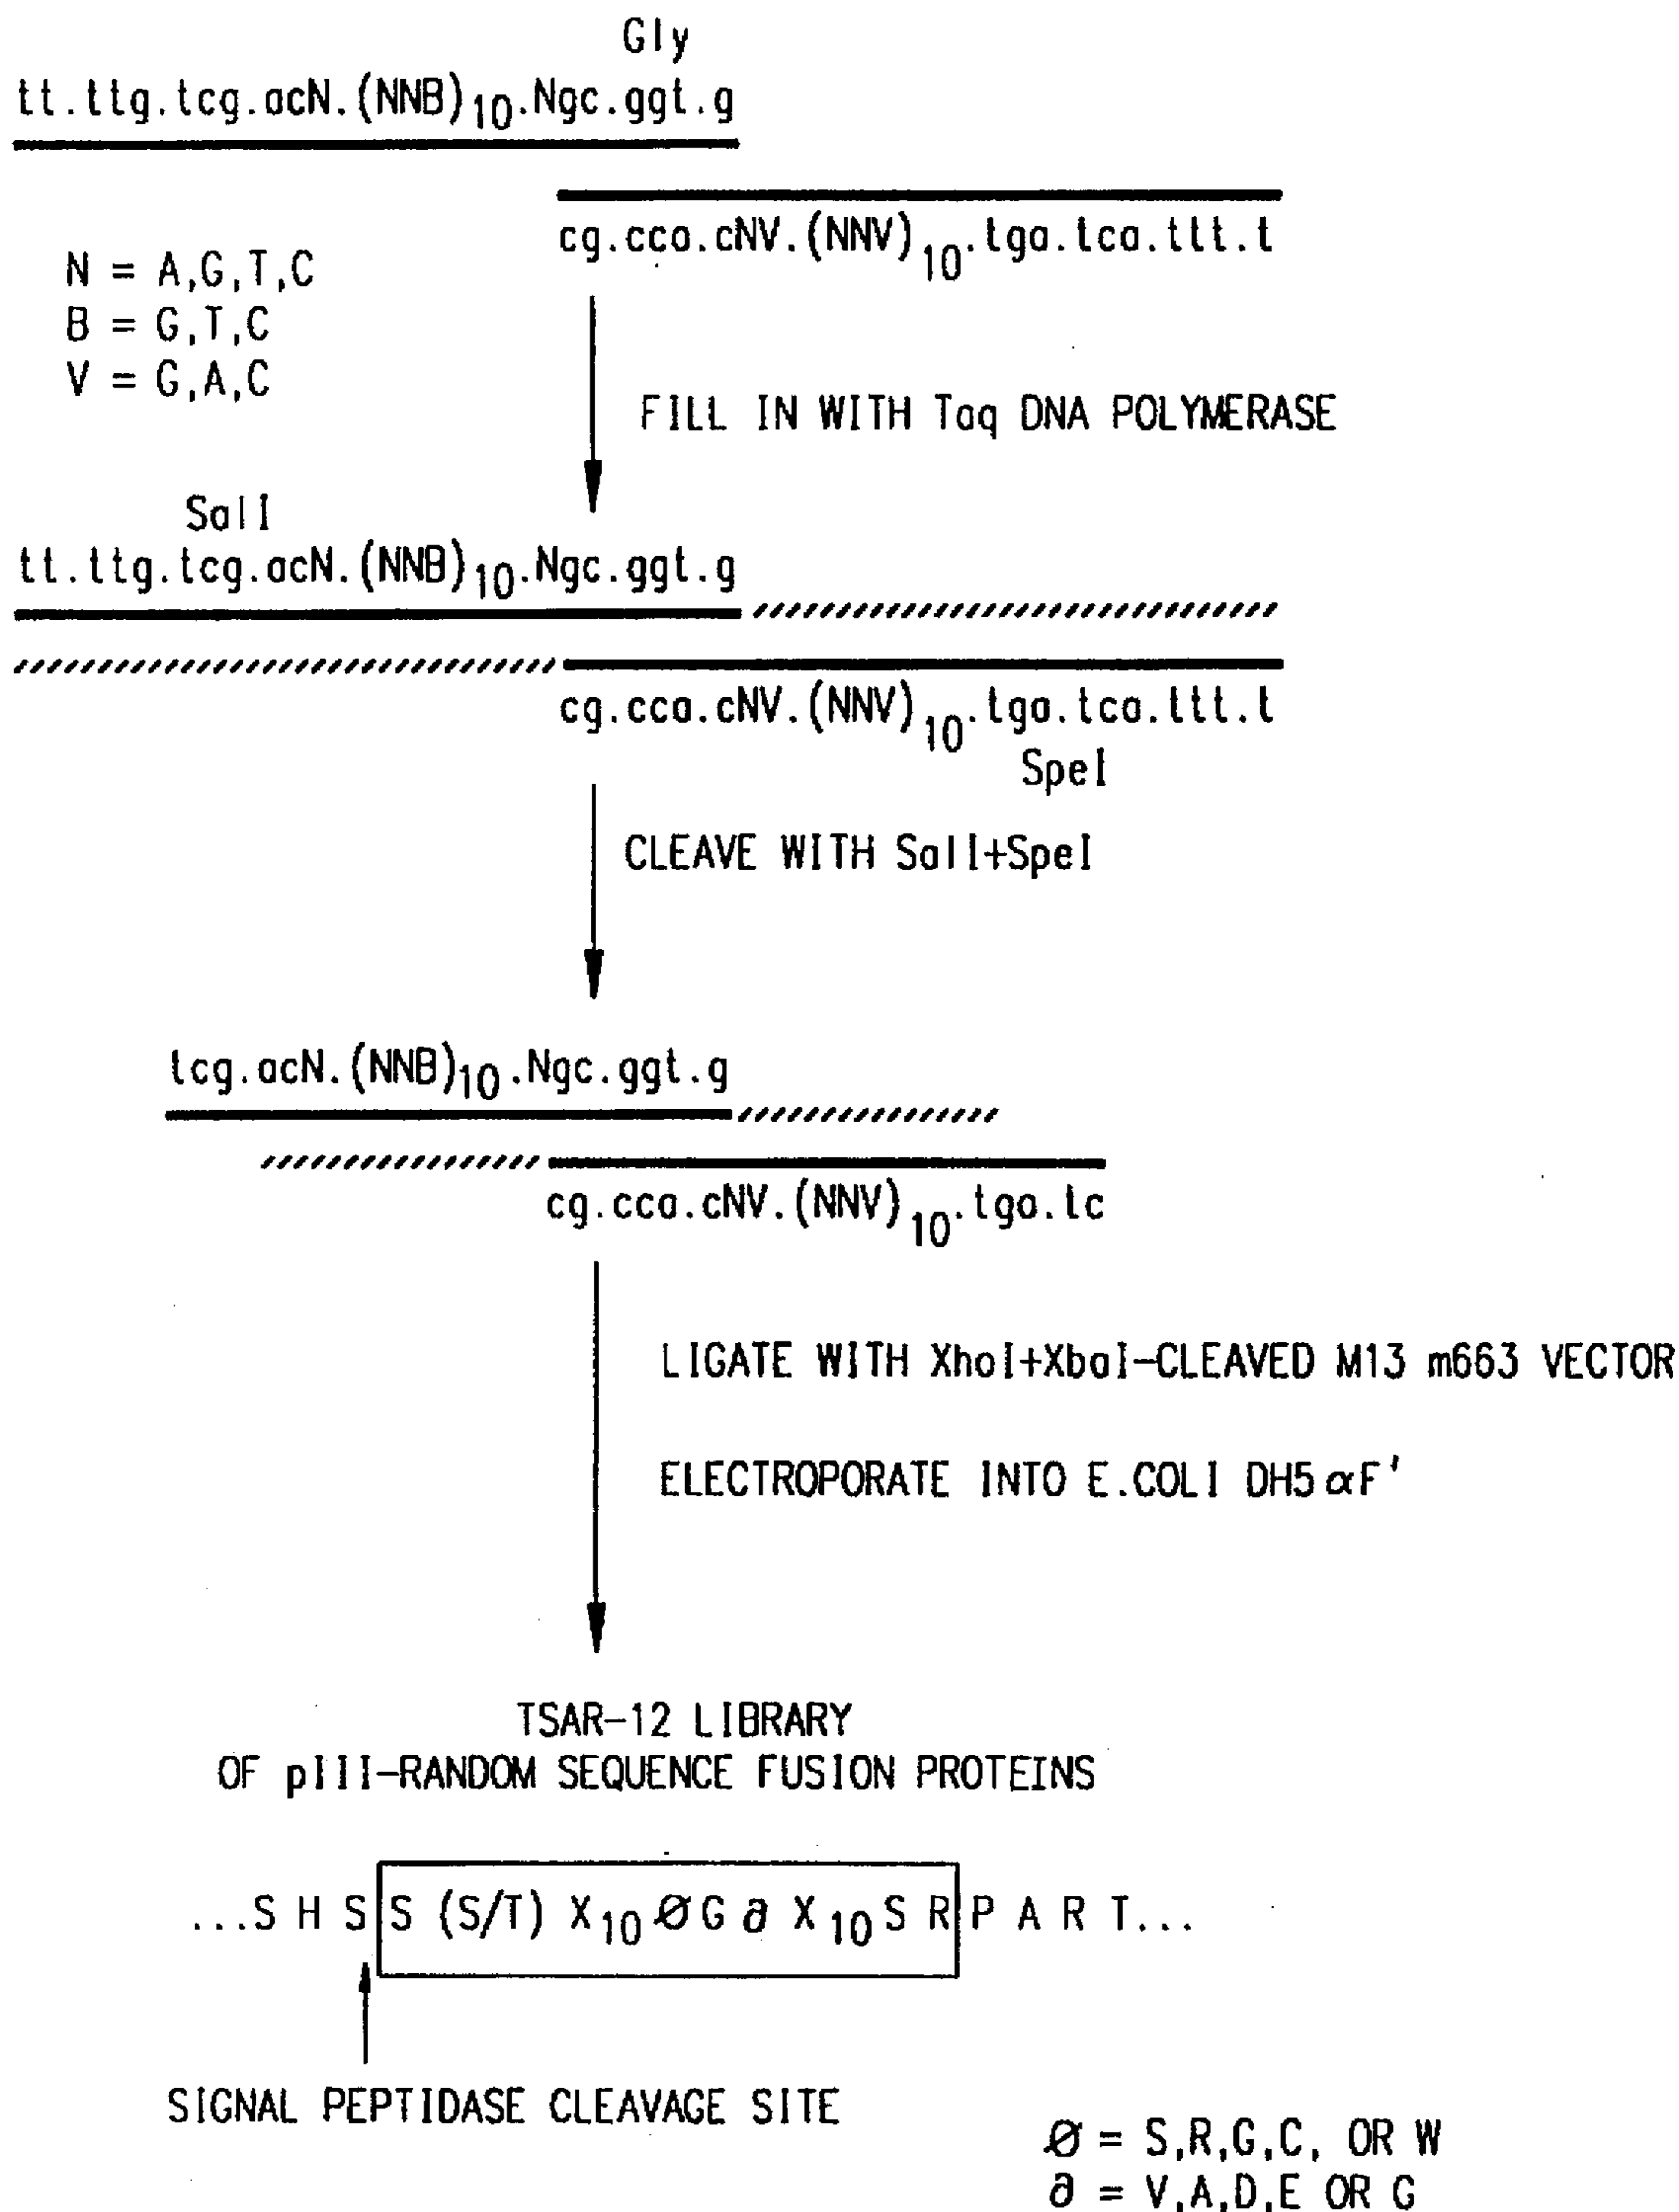 Gly
tt.ttg.tcg.acN.(NNB)10.Ngc.ggt.g
cg.cca.cNV.(NNV)10.tga.tca.ttt.t
N = A,G,T,C
B = G,T,C
V = G,A,C
FILL IN WITH Taq DNA POLYMERASE
SalI
tt.ttg.tcg.acN.(NNB)10.Ngc.ggt.g
cg.cca.cNV.(NNV)10.tga.tca.ttt.t
SpeI
CLEAVE WITH SalI+SpeI
tcg.acN.(NNB)10.Ngc.ggt.g
cg.cca.cNV.(NNV)10.tga.tc
LIGATE WITH XhoI+XbaI-CLEAVED M13 m663 VECTOR
ELECTROPORATE INTO E.COLI DH5αF'
TSAR-12 LIBRARY
OF pIII-RANDOM SEQUENCE FUSION PROTEINS
...S H S S (S/T) X10 Ø G ∂ X10 S R P A R T...
SIGNAL PEPTIDASE CLEAVAGE SITE
Ø = S,R,G,C, OR W
∂ = V,A,D,E OR G